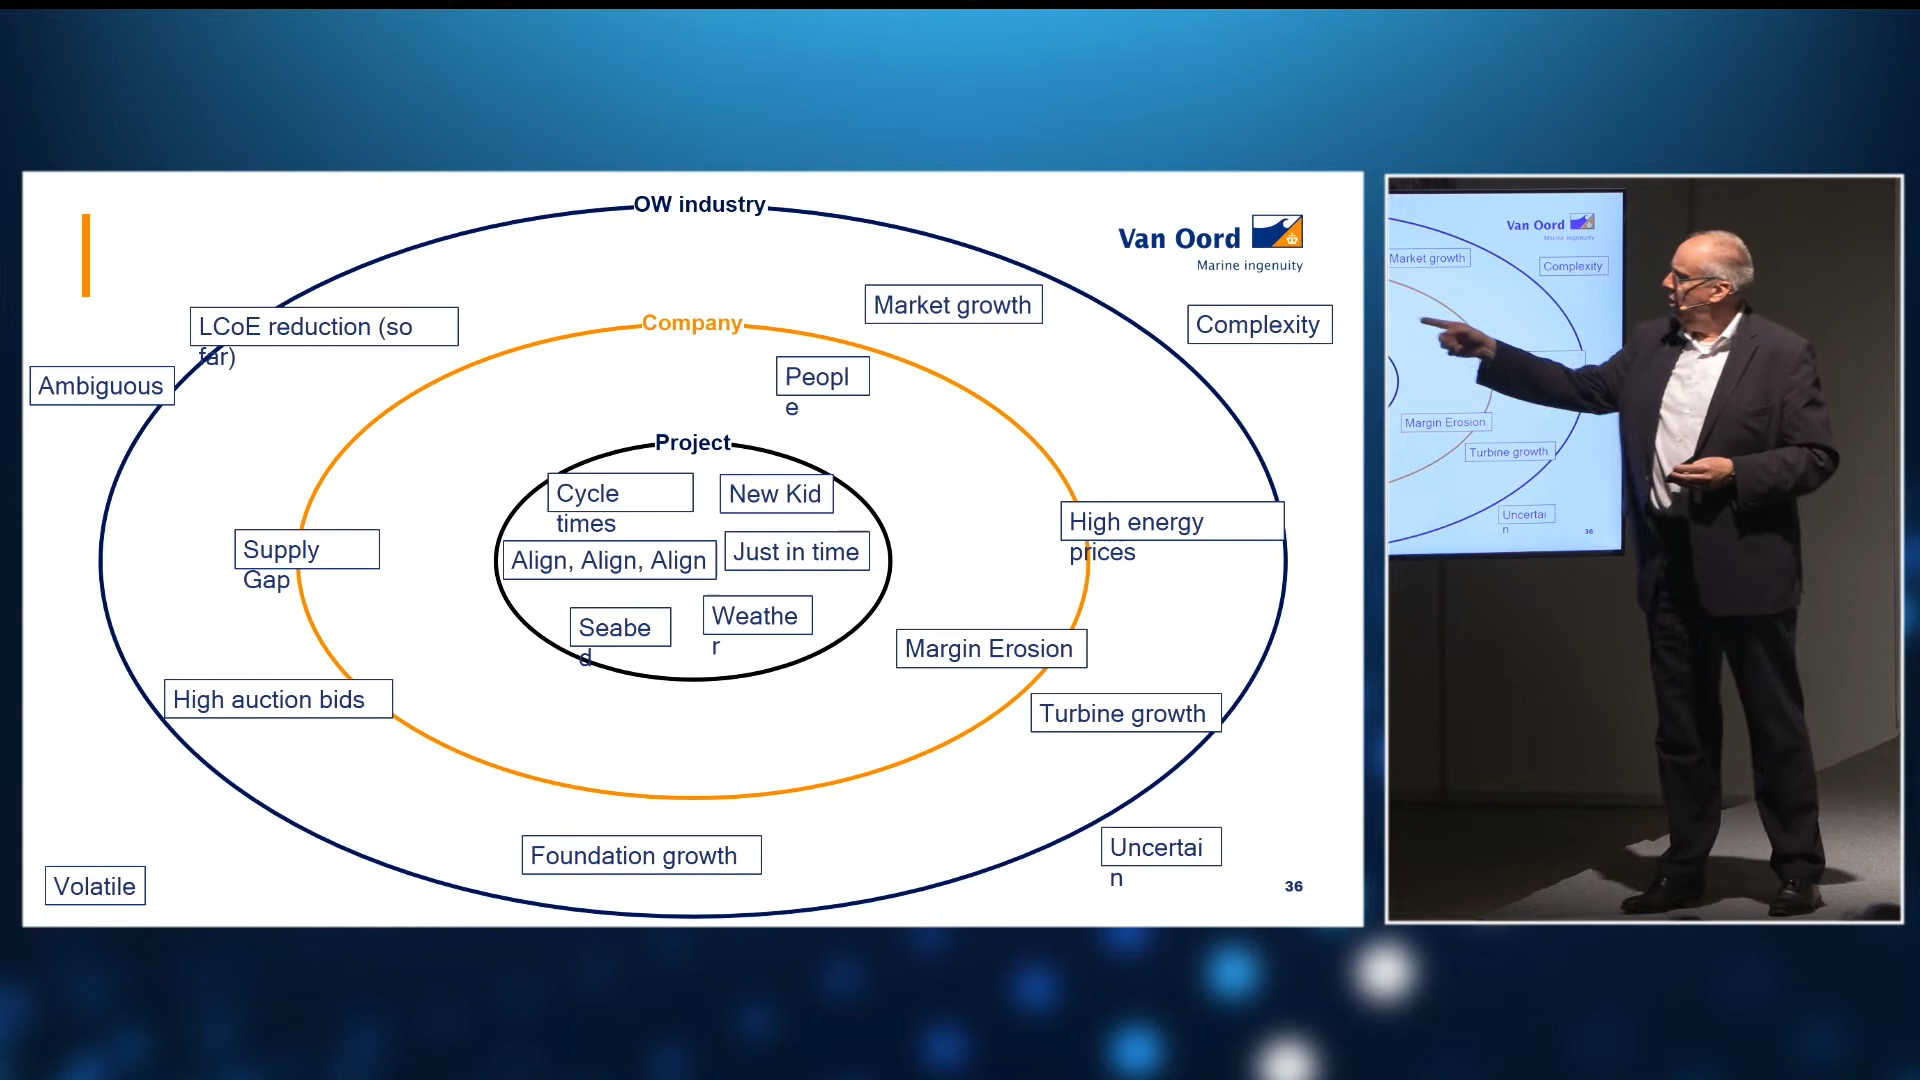 OW industry
Van Oord
Marine ingenuity
LCoE reduction (so
far)
Market growth
Complexity
Company
Ambiguous
Peopl
e
Project
Cycle
times
New Kid
High energy
prices
Supply
Gap
Align, Align, Align
Just in time
Seabe
d
Weathe
r
Margin Erosion
High auction bids
Turbine growth
Foundation growth
Uncertai
n
Volatile
36
Van Oord
Marine ingenuity
Market growth
Complexity
Margin Erosion
Turbine growth
Uncertai
n
36